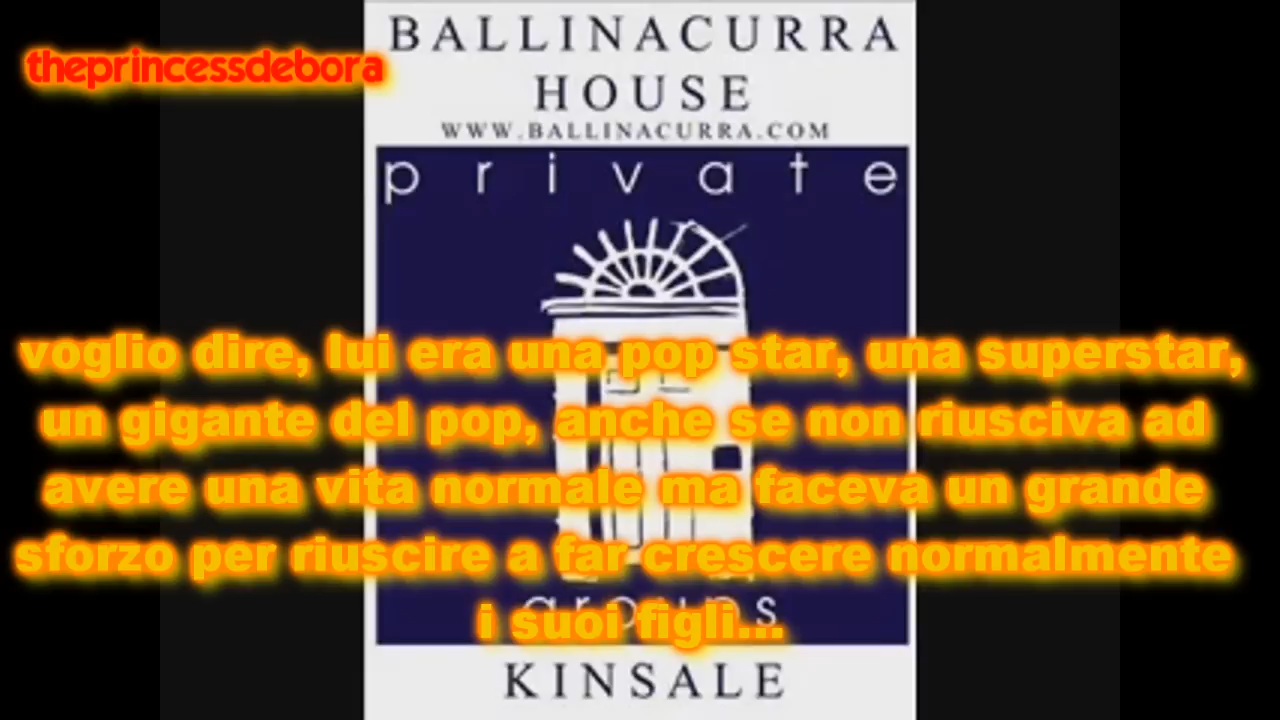 BALLINACURRA
HOUSE
theprincessdebora
WWW.BALLINACURRA.COM
private
voglio dire, lui era una pop star, una superstar,
un gigante del pop, anche se non riusciva ad
avere una vita normale ma faceva un grande
sforzo per riuscire a far crescere normalmente
groups
i suoi figli...
KINSALE